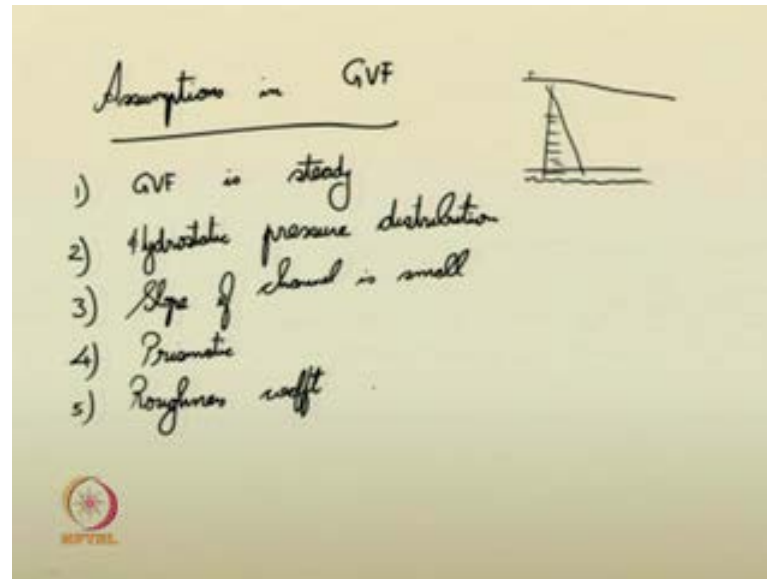 Assumptions in GVF
1) GVF is steady
2) Hydrostatic pressure distribution
3) Slope of channel is small
4) Prismatic
5) Roughness coefft
NPTEL